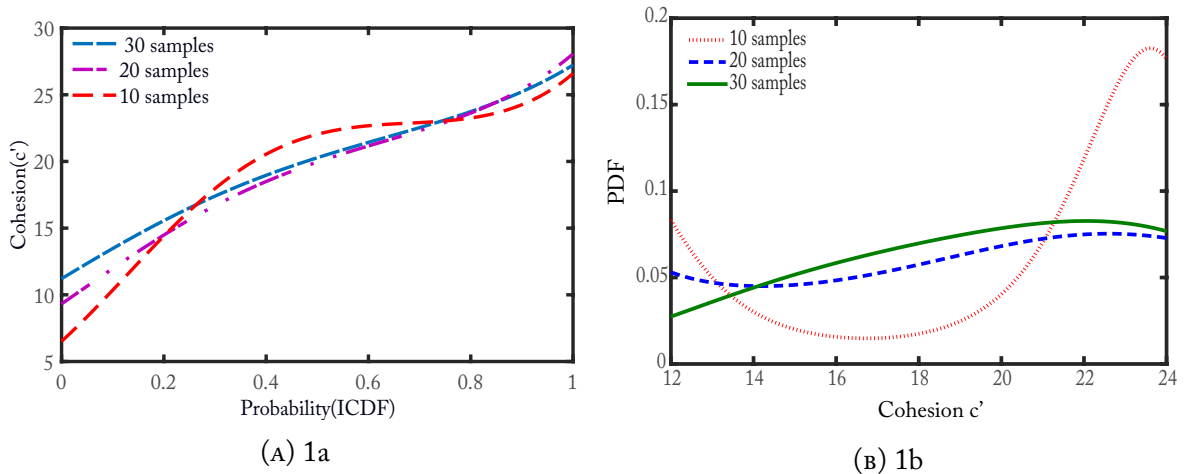 30
25
20
15
10
5
Cohesion(c')
30 samples
20 samples
10 samples
0
0.2
0.4
0.6
0.8
1
Probability(ICDF)
(A) 1a
0.2
0.15
0.1
0.05
0
PDF
10 samples
20 samples
30 samples
12
14
16
18
20
22
24
Cohesion c'
(B) 1b